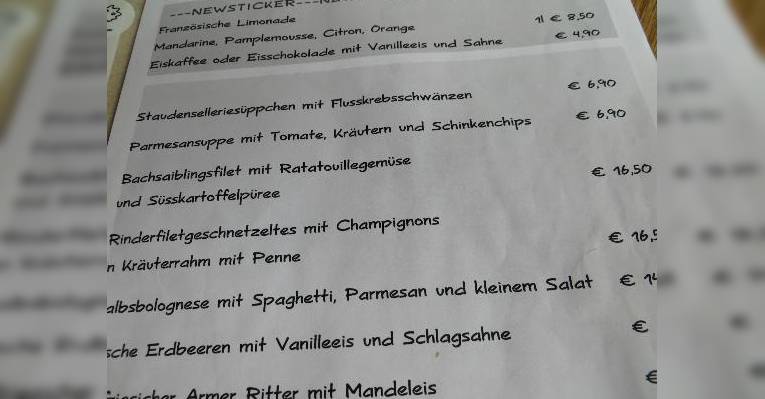 ---NEWSTICKER---
Französische Limonade
Mandarine, Pamplemousse, Citron, Orange 1l € 8,50
Eiskaffee oder Eisschokolade mit Vanilleeis und Sahne € 4,90
Staudenselleriesüppchen mit Flusskrebsschwänzen € 6,90
Parmesansuppe mit Tomate, Kräutern und Schinkenchips € 6,90
Bachsaiblingsfilet mit Ratatouillegemüse
und Süsskartoffelpüree € 16,50
Rinderfiletgeschnetzeltes mit Champignons
n Kräuterrahm mit Penne € 16,5
albsbolognese mit Spaghetti, Parmesan und kleinem Salat € 14
sche Erdbeeren mit Vanilleeis und Schlagsahne €
Armer Ritter mit Mandeleis €